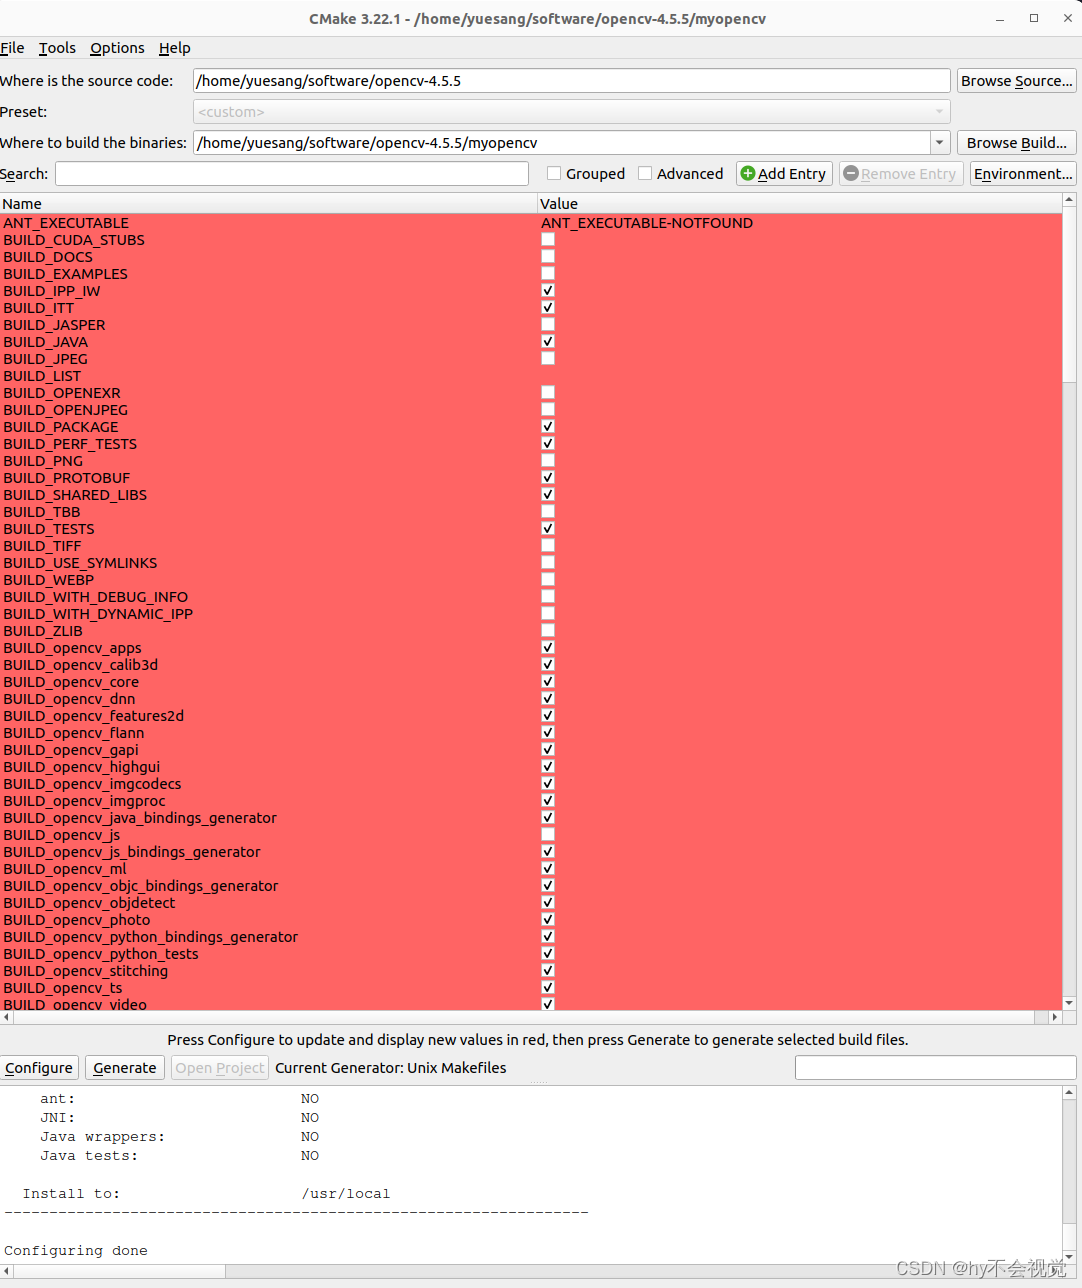 CMake 3.22.1 - /home/yuesang/software/opencv-4.5.5/myopencv
File Tools Options Help
Where is the source code: /home/yuesang/software/opencv-4.5.5 Browse Source...
Preset: <custom>
Where to build the binaries: /home/yuesang/software/opencv-4.5.5/myopencv Browse Build...
Search: Grouped Advanced Add Entry Remove Entry Environment...
Name Value
ANT_EXECUTABLE ANT_EXECUTABLE-NOTFOUND
BUILD_CUDA_STUBS
BUILD_DOCS
BUILD_EXAMPLES
BUILD_IPP_IW
BUILD_ITT
BUILD_JASPER
BUILD_JAVA
BUILD_JPEG
BUILD_LIST
BUILD_OPENEXR
BUILD_OPENJPEG
BUILD_PACKAGE
BUILD_PERF_TESTS
BUILD_PNG
BUILD_PROTOBUF
BUILD_SHARED_LIBS
BUILD_TBB
BUILD_TESTS
BUILD_TIFF
BUILD_USE_SYMLINKS
BUILD_WEBP
BUILD_WITH_DEBUG_INFO
BUILD_WITH_DYNAMIC_IPP
BUILD_ZLIB
BUILD_opencv_apps
BUILD_opencv_calib3d
BUILD_opencv_core
BUILD_opencv_dnn
BUILD_opencv_features2d
BUILD_opencv_flann
BUILD_opencv_gapi
BUILD_opencv_highgui
BUILD_opencv_imgcodecs
BUILD_opencv_imgproc
BUILD_opencv_java_bindings_generator
BUILD_opencv_js
BUILD_opencv_js_bindings_generator
BUILD_opencv_ml
BUILD_opencv_objc_bindings_generator
BUILD_opencv_objdetect
BUILD_opencv_photo
BUILD_opencv_python_bindings_generator
BUILD_opencv_python_tests
BUILD_opencv_stitching
BUILD_opencv_ts
BUILD_opencv_video
Press Configure to update and display new values in red, then press Generate to generate selected build files.
Configure Generate Open Project Current Generator: Unix Makefiles
ant: NO
JNI: NO
Java wrappers: NO
Java tests: NO
Install to: /usr/local
-----------------------------------------------------------------
Configuring done
CSDN @hy不会视觉